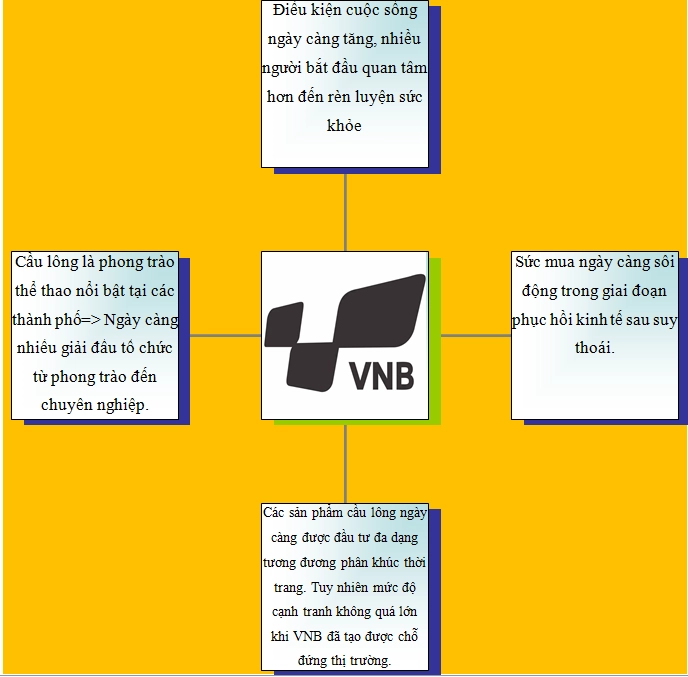 Điều kiện cuộc sống
ngày càng tăng, nhiều
người bắt đầu quan tâm
hơn đến rèn luyện sức
khỏe
Cầu lông là phong trào
thể thao nổi bật tại các
thành phố=> Ngày càng
nhiều giải đấu tổ chức
từ phong trào đến
chuyên nghiệp.
VNB
Sức mua ngày càng sôi
động trong giai đoạn
phục hồi kinh tế sau suy
thoái.
Các sản phẩm cầu lông ngày
càng được đầu tư đa dạng
tương đương phân khúc thời
trang. Tuy nhiên mức độ
cạnh tranh không quá lớn
khi VNB đã tạo được chỗ
đứng thị trường.